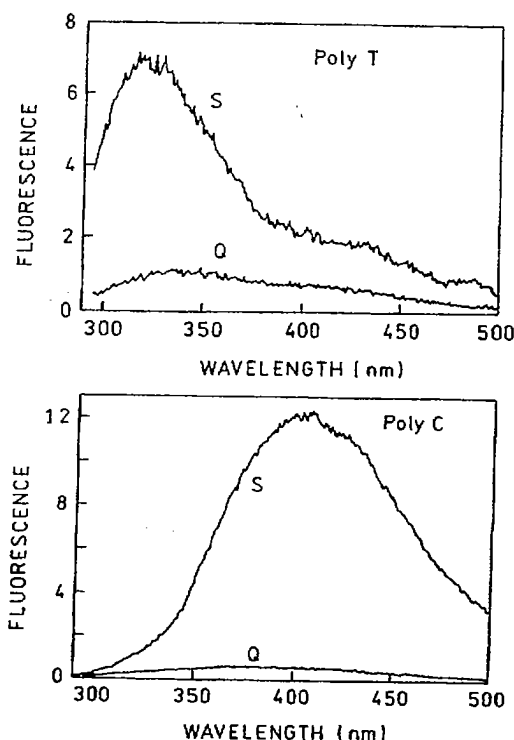 8
6
4
2
0
FLUORESCENCE
Poly T
S
Q
300 350 400 450 500
WAVELENGTH (nm)
12
8
4
0
FLUORESCENCE
Poly C
S
Q
300 350 400 450 500
WAVELENGTH (nm)